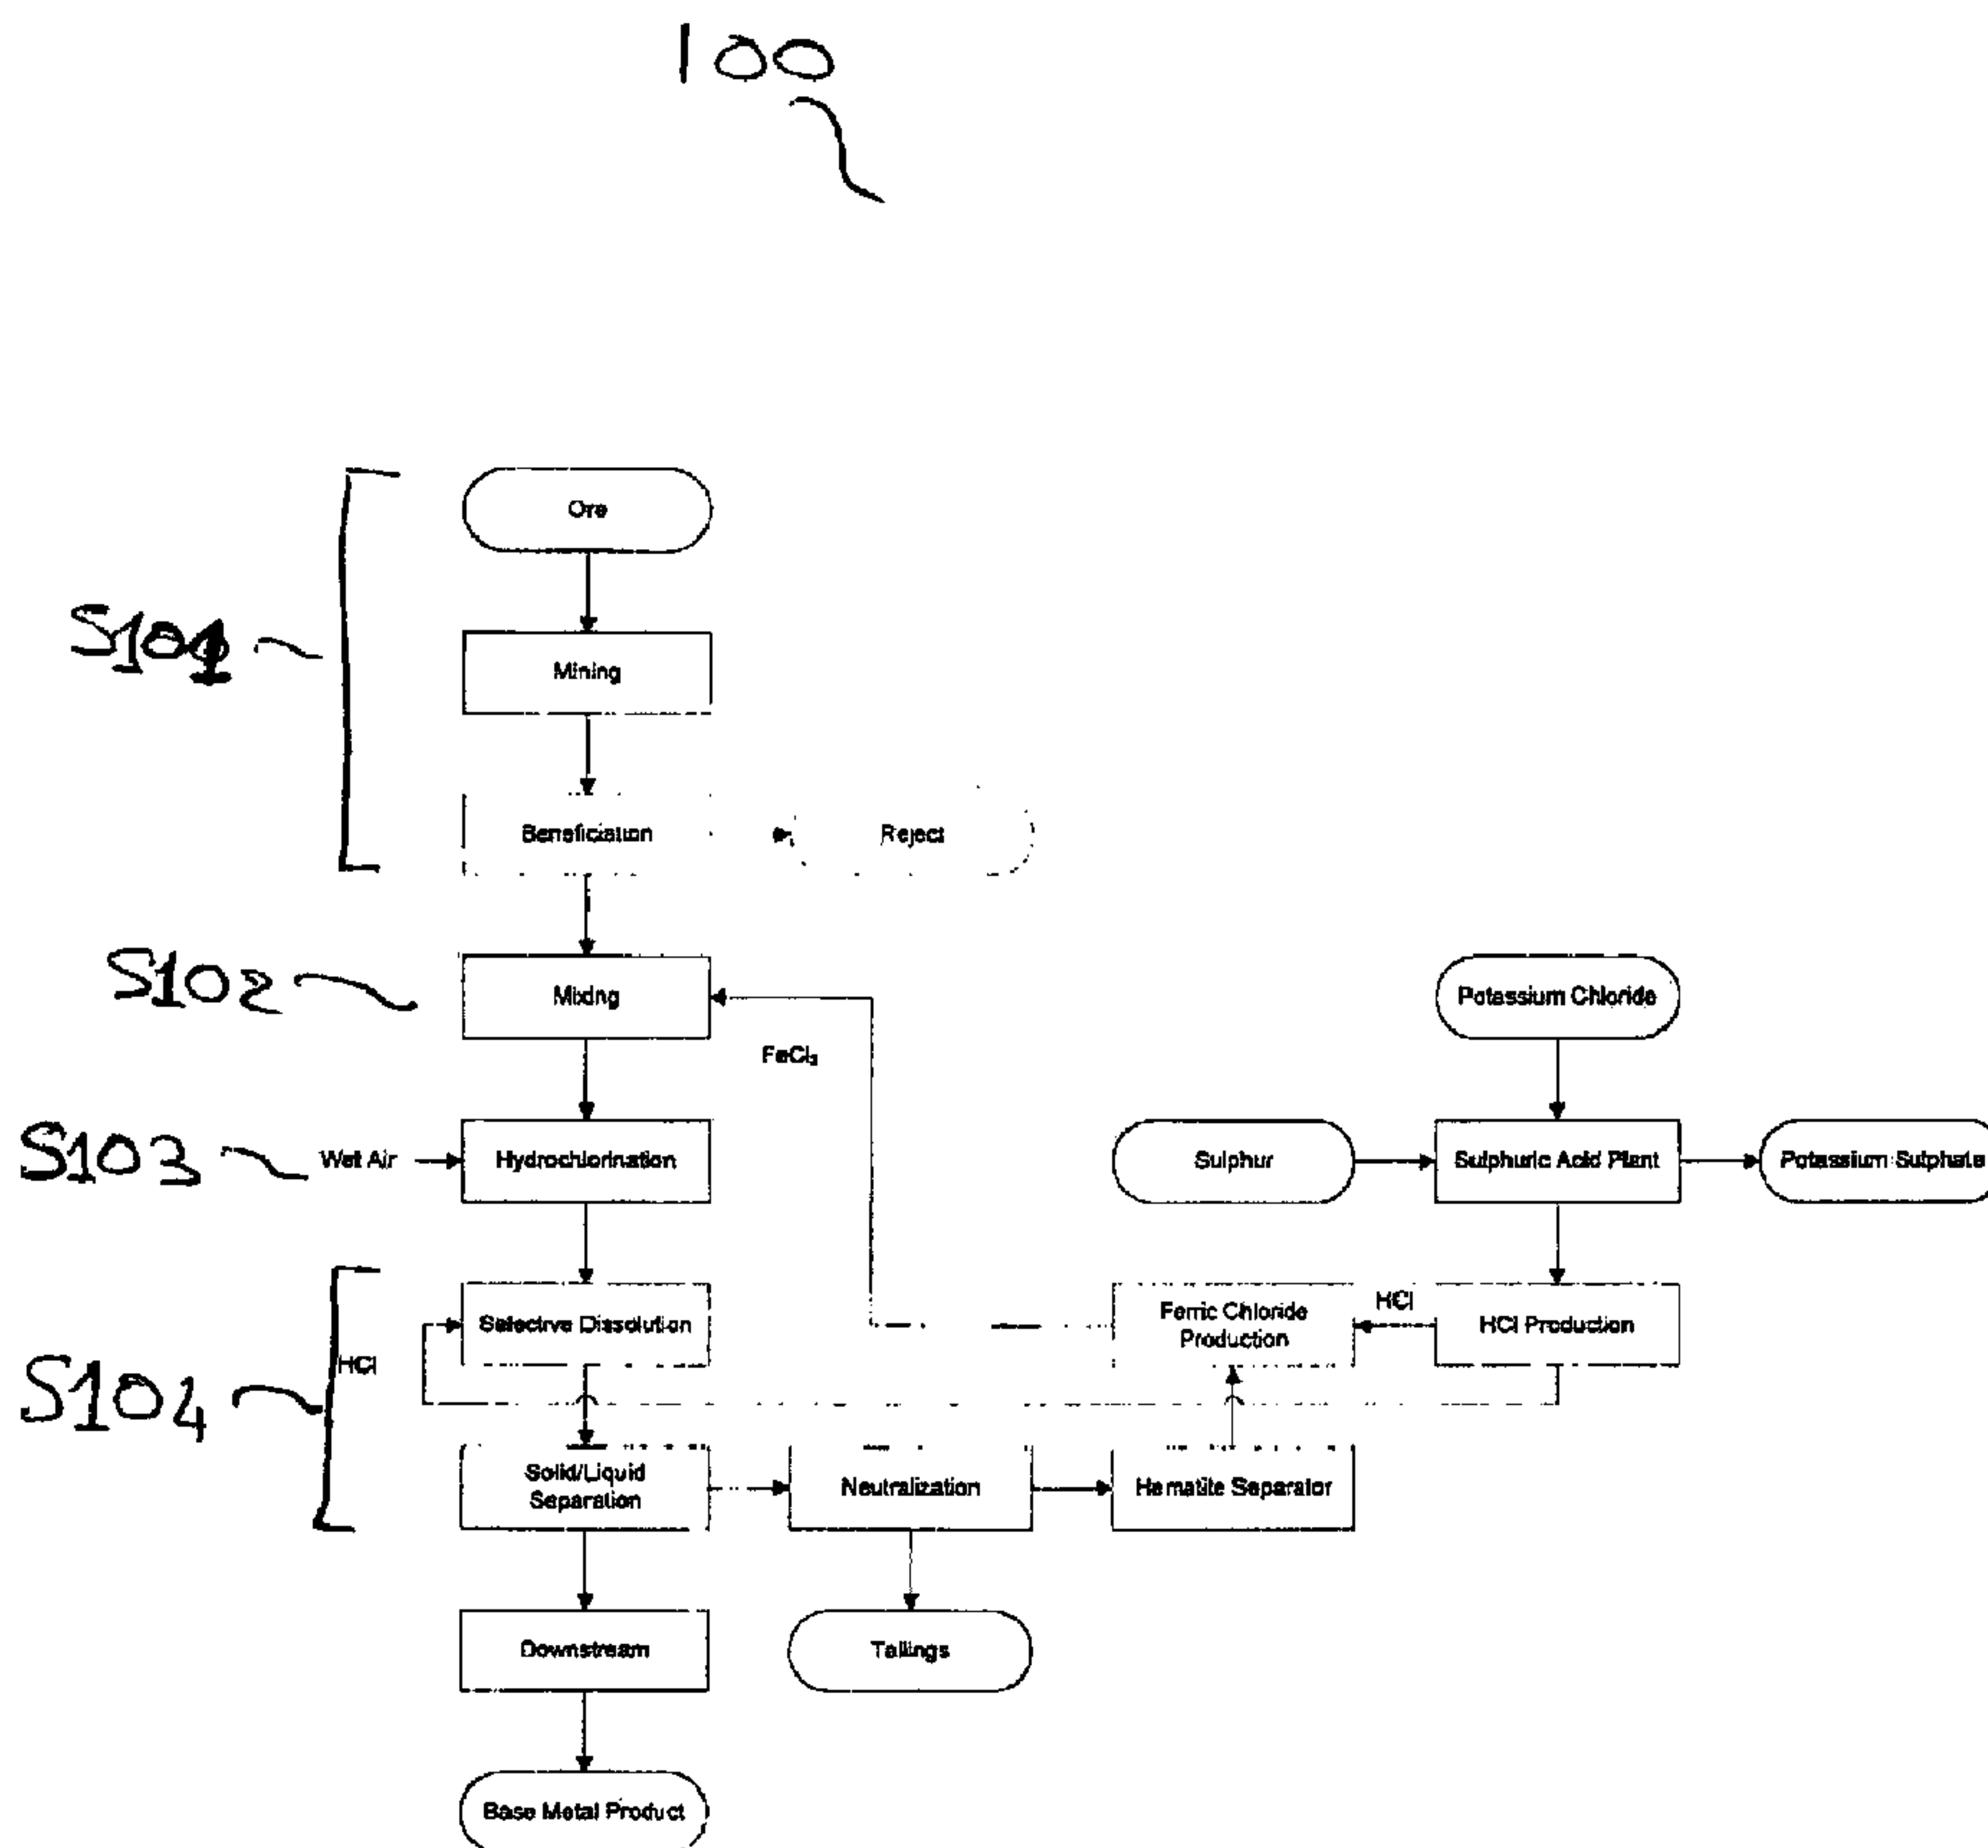 100
Ore
S101
Mining
Beneficiation
Reject
S102
Mixing
Potassium Chloride
FeCl₃
S103
Wet Air
Hydrochlorination
Sulphur
Sulphuric Acid Plant
Potassium Sulphate
Selective Dissolution
Ferric Chloride
Production
HCl
HCl Production
HCl
S104
Solid/Liquid
Separation
Neutralization
Hematite Separator
Downstream
Tailings
Base Metal Product